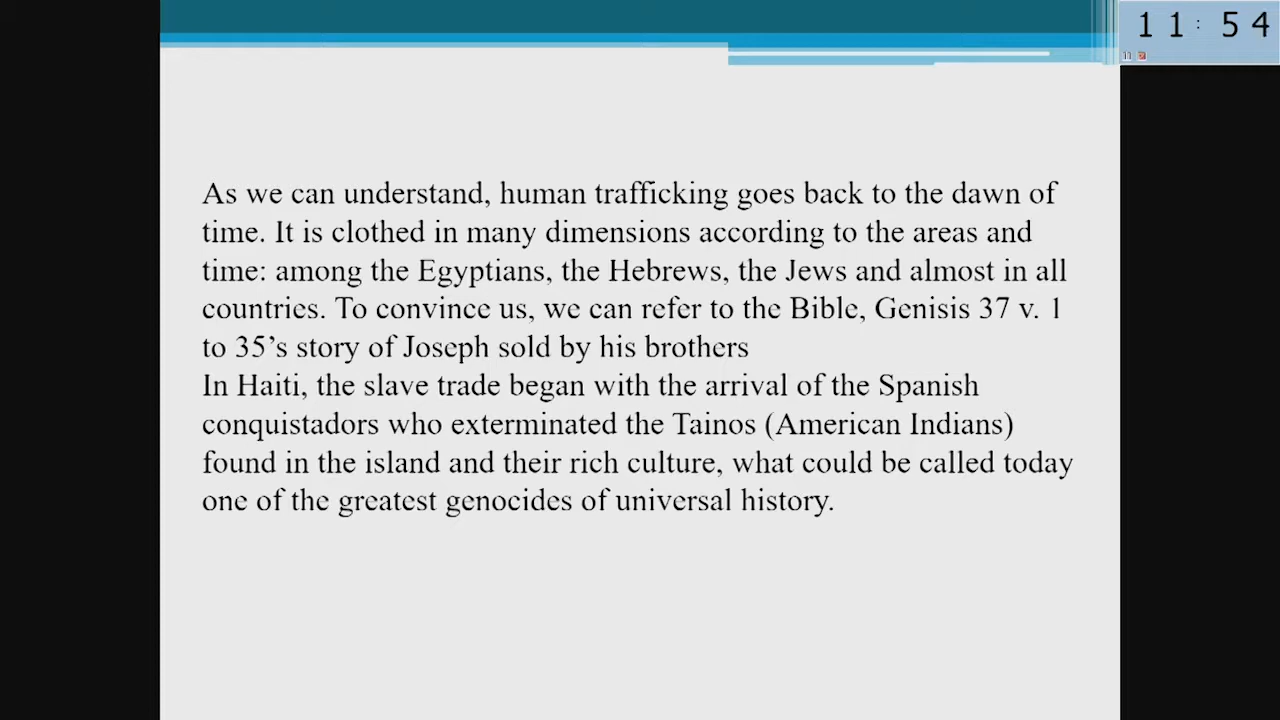 11:54
As we can understand, human trafficking goes back to the dawn of
time. It is clothed in many dimensions according to the areas and
time: among the Egyptians, the Hebrews, the Jews and almost in all
countries. To convince us, we can refer to the Bible, Genisis 37 v. 1
to 35’s story of Joseph sold by his brothers
In Haiti, the slave trade began with the arrival of the Spanish
conquistadors who exterminated the Tainos (American Indians)
found in the island and their rich culture, what could be called today
one of the greatest genocides of universal history.